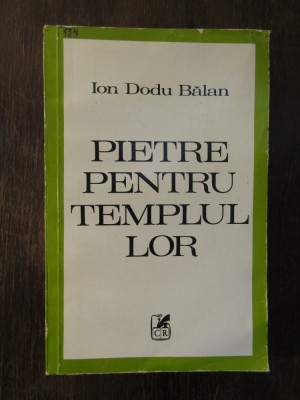 Ion Dodu Bălan
PIETRE
PENTRU
TEMPLUL
LOR
CR